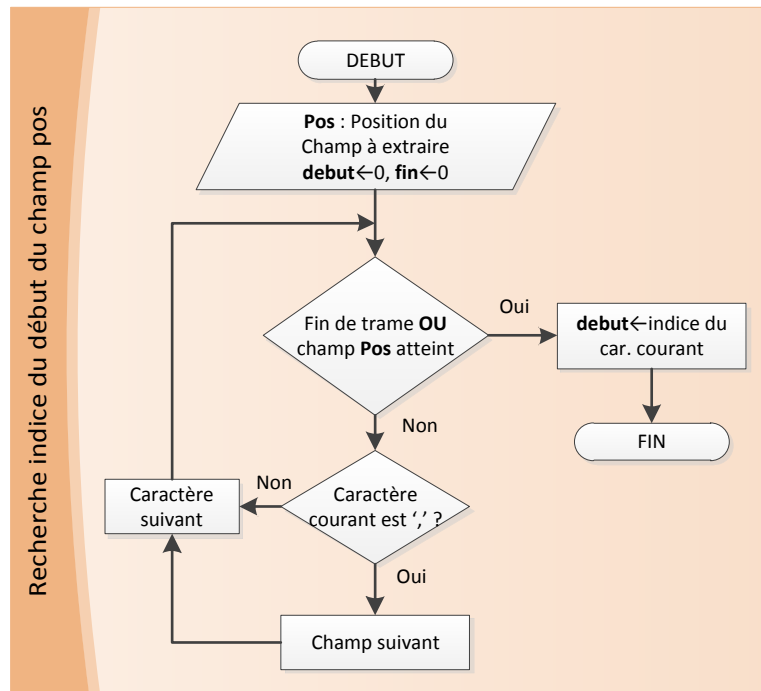 Recherche indice du début du champ pos
DEBUT
Pos : Position du
Champ à extraire
debut←0, fin←0
Fin de trame OU
champ Pos atteint
Oui
debut←indice du
car. courant
FIN
Non
Caractère
courant est ‘,’ ?
Non
Caractère
suivant
Oui
Champ suivant